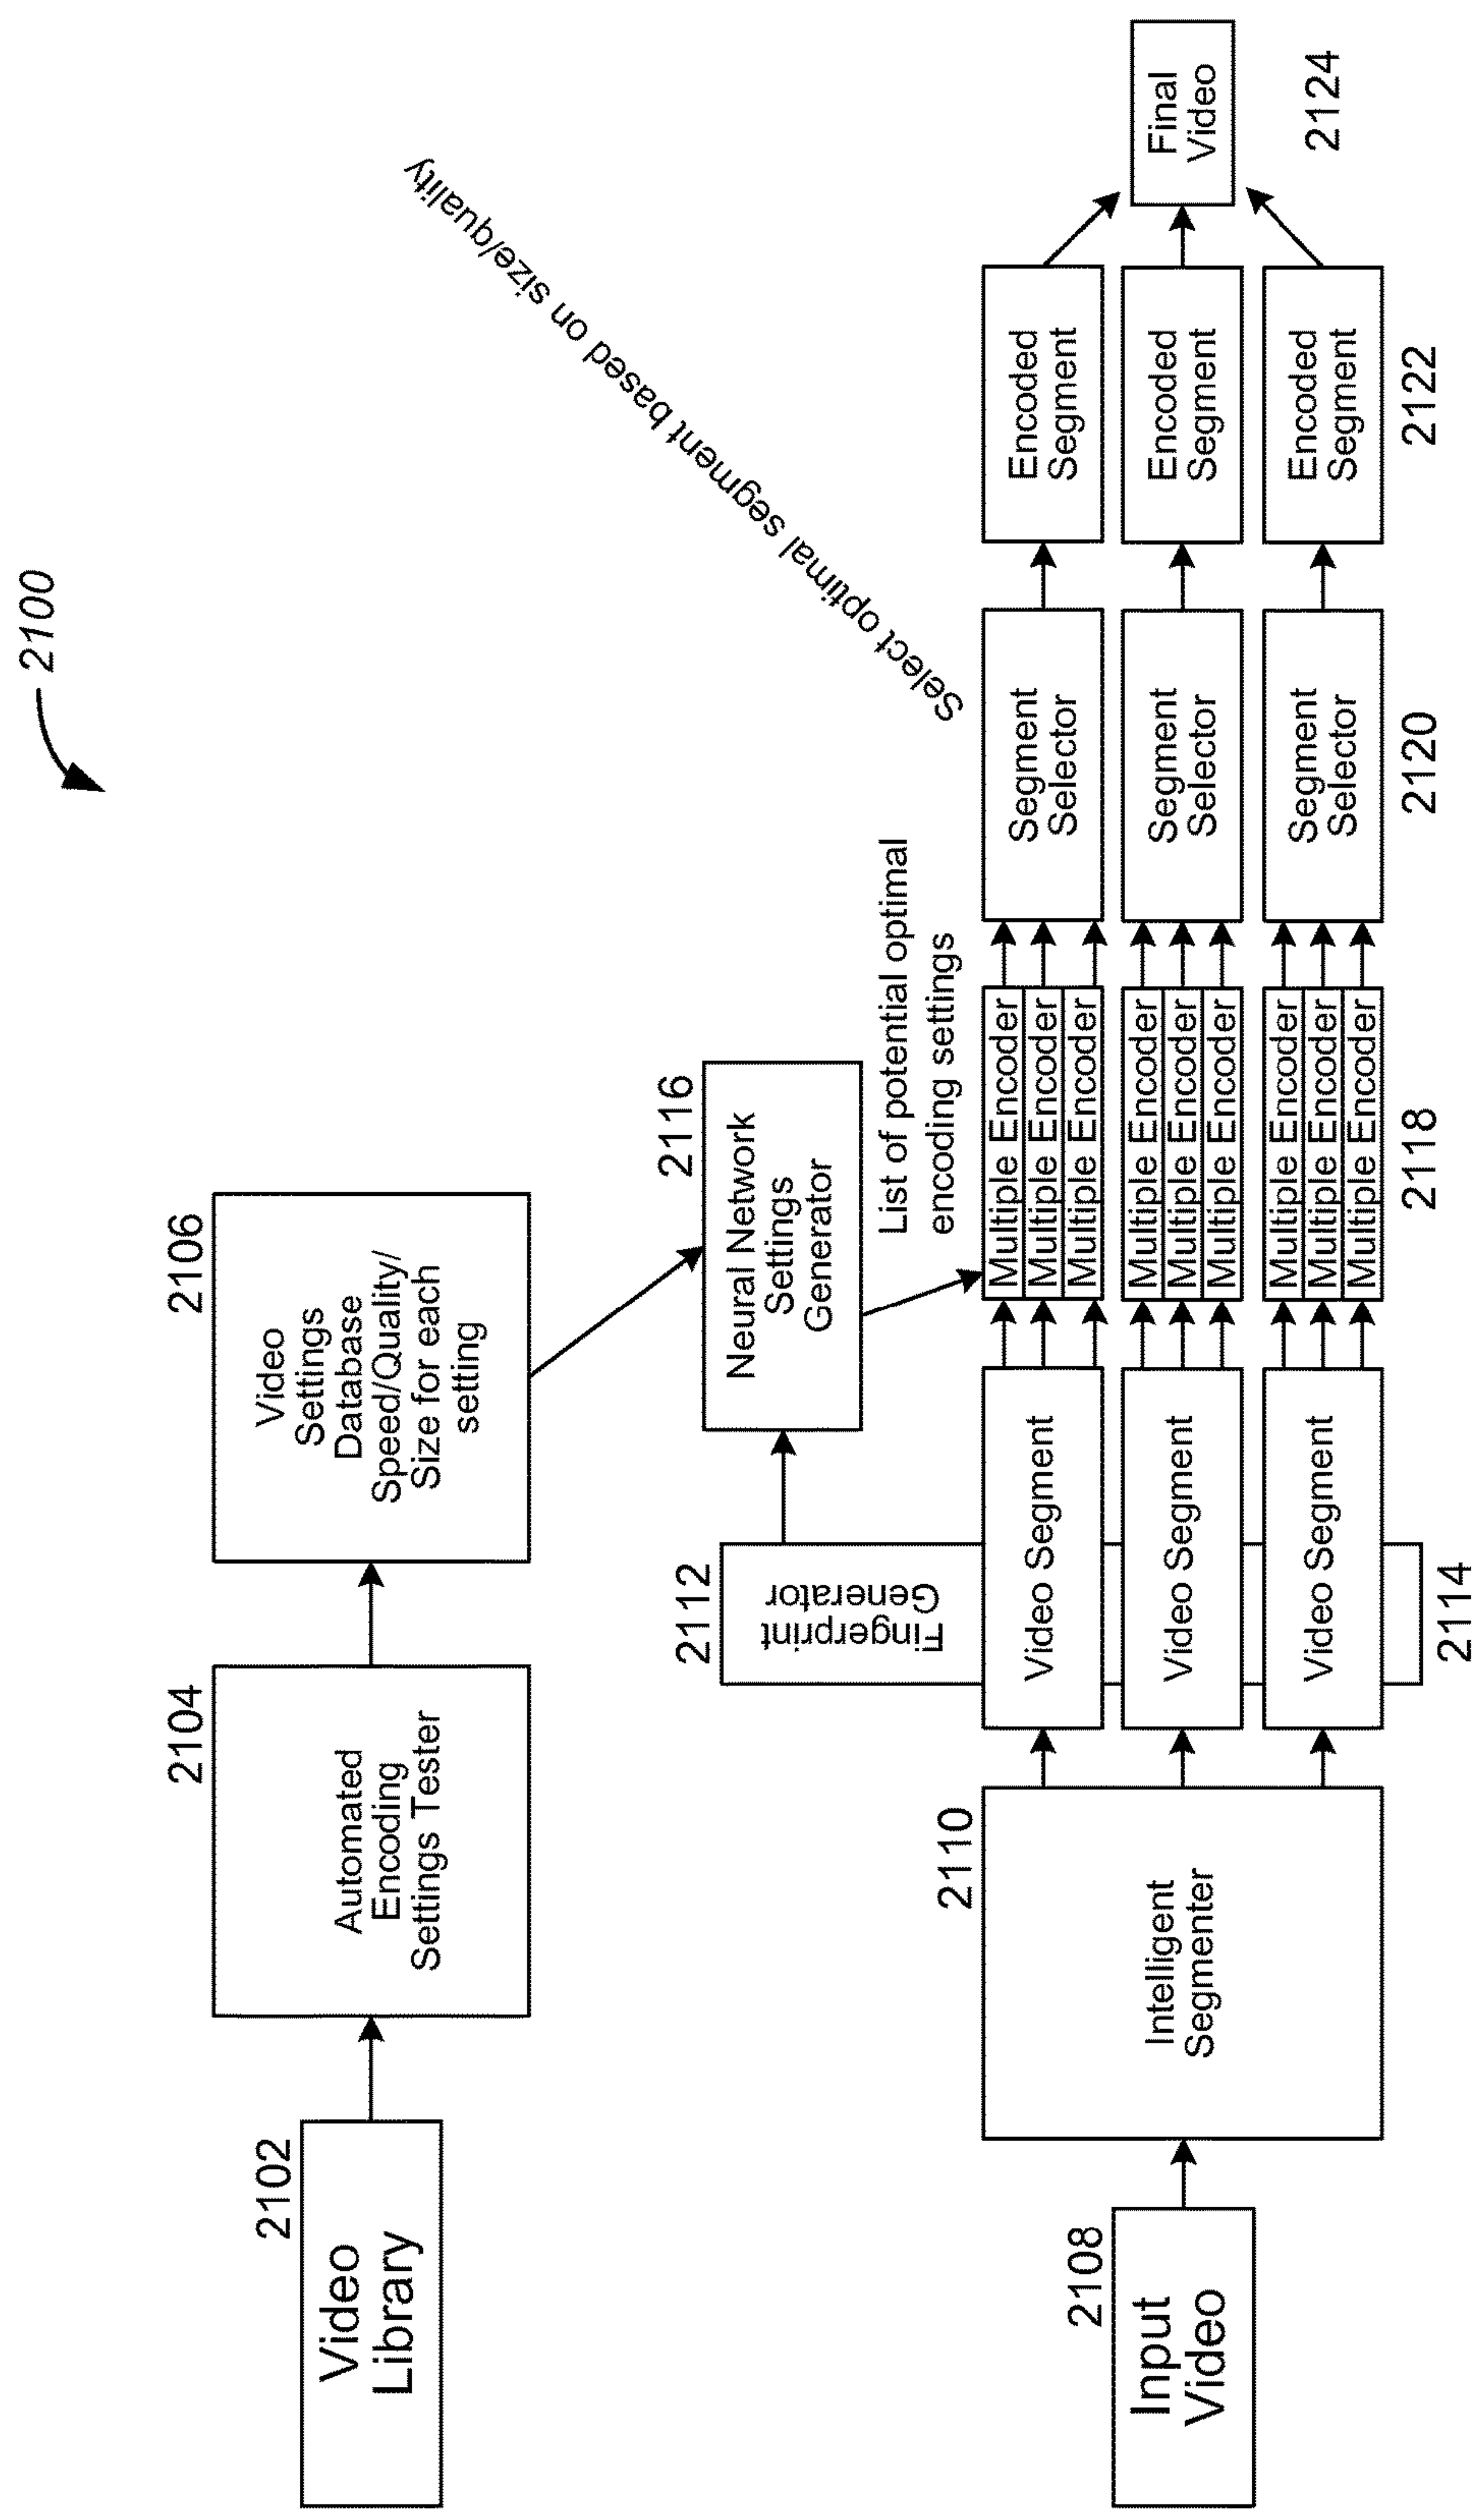 2100
2102
Video
Library
2104
Automated
Encoding
Settings Tester
2106
Video
Settings
Database
Speed/Quality/
Size for each
setting
2116
Neural Network
Settings
Generator
2112
Fingerprint
Generator
List of potential optimal
encoding settings
Select optimal segment based on size/quality
2108
Input
Video
2110
Intelligent
Segmenter
Video Segment
Video Segment
Video Segment
2114
Multiple Encoder
Multiple Encoder
Multiple Encoder
Multiple Encoder
Multiple Encoder
Multiple Encoder
Multiple Encoder
Multiple Encoder
Multiple Encoder
2118
Segment
Selector
Segment
Selector
Segment
Selector
2120
Encoded
Segment
Encoded
Segment
Encoded
Segment
2122
Final
Video
2124